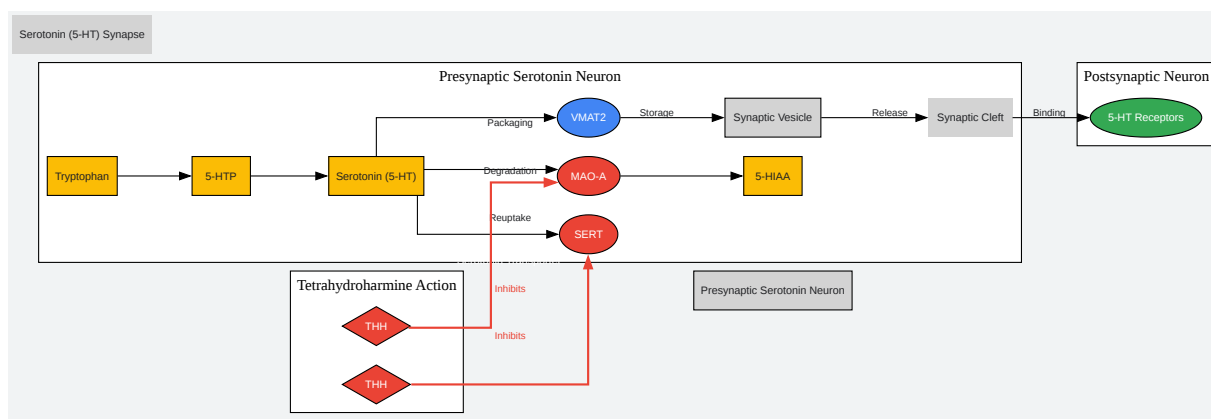 Serotonin (5-HT) Synapse
Presynaptic Serotonin Neuron
Postsynaptic Neuron
Packaging
VMAT2
Storage
Synaptic Vesicle
Release
Synaptic Cleft
Binding
5-HT Receptors
Tryptophan
5-HTP
Serotonin (5-HT)
Degradation
MAO-A
5-HIAA
Reuptake
SERT
Tetrahydroharmine Action
Inhibits
Presynaptic Serotonin Neuron
THH
Inhibits
THH